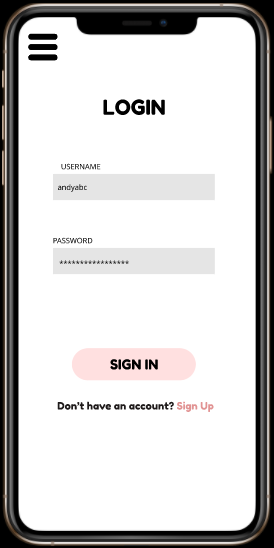 LOGIN
USERNAME
andyabc
PASSWORD
*****************
SIGN IN
Don't have an account? Sign Up